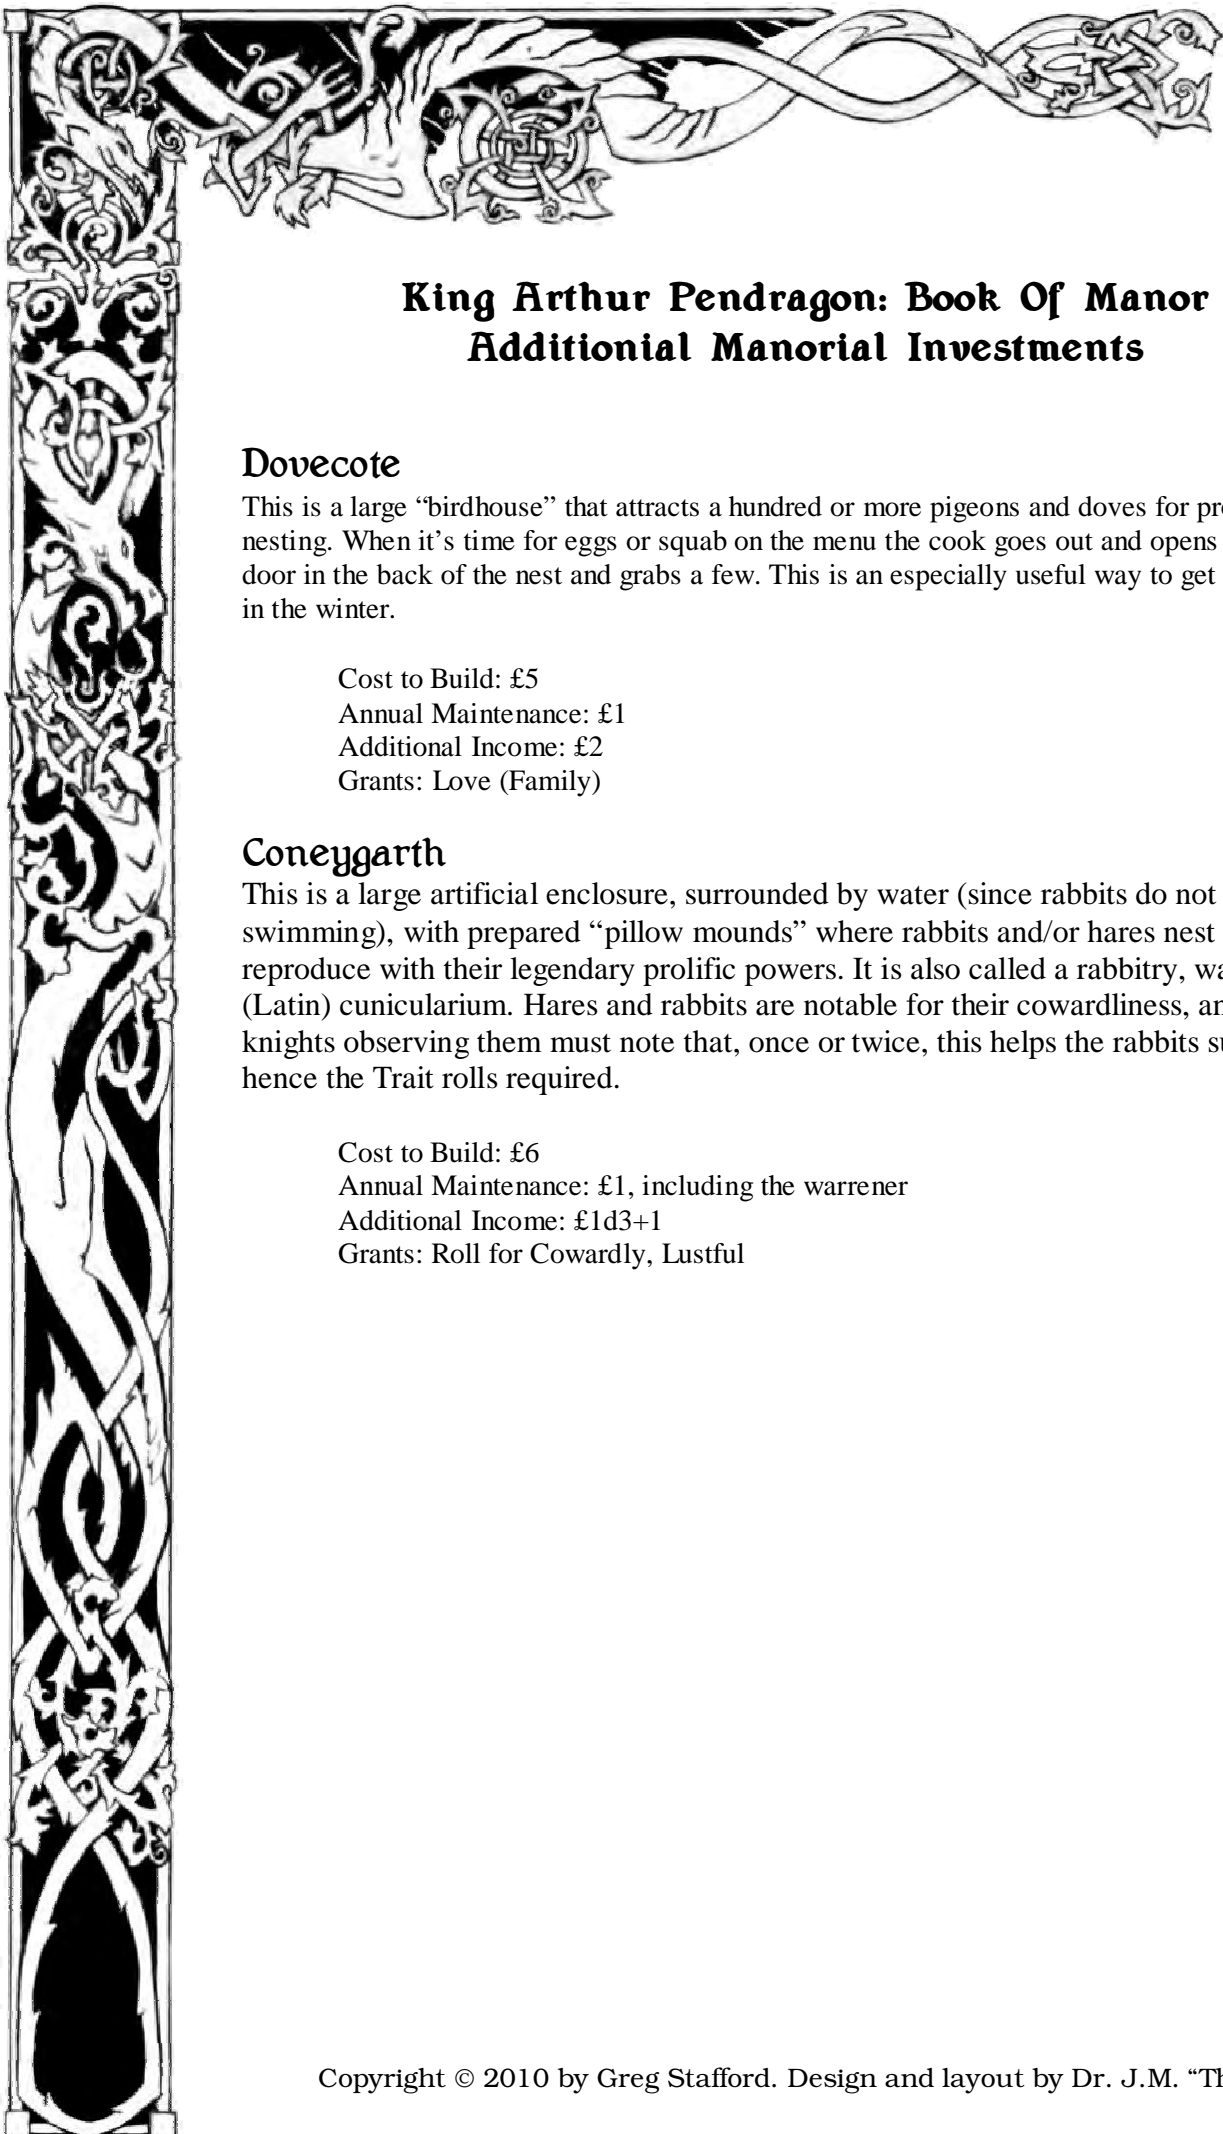 King Arthur Pendragon: Book Of Manor
Additionial Manorial Investments
Dovecote
This is a large “birdhouse” that attracts a hundred or more pigeons and doves for
nesting. When it’s time for eggs or squab on the menu the cook goes out and opens
door in the back of the nest and grabs a few. This is an especially useful way to get
in the winter.
Cost to Build: £5
Annual Maintenance: £1
Additional Income: £2
Grants: Love (Family)
Coneygarth
This is a large artificial enclosure, surrounded by water (since rabbits do not
swimming), with prepared “pillow mounds” where rabbits and/or hares nest
reproduce with their legendary prolific powers. It is also called a rabbitry,
(Latin) cunicularium. Hares and rabbits are notable for their cowardliness,
knights observing them must note that, once or twice, this helps the rabbits
hence the Trait rolls required.
Cost to Build: £6
Annual Maintenance: £1, including the warrener
Additional Income: £1d3+1
Grants: Roll for Cowardly, Lustful
Copyright © 2010 by Greg Stafford. Design and layout by Dr. J.M.